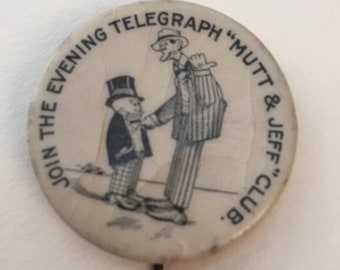 JOIN THE EVENING TELEGRAPH "MUTT & JEFF" CLUB.